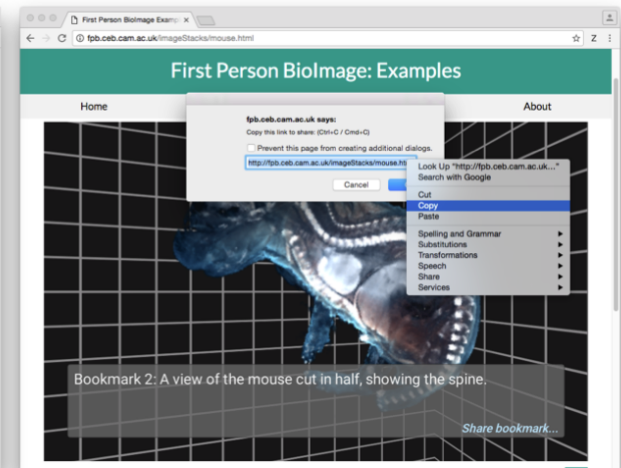 First Person BioImage Exampl ×
fpb.ceb.cam.ac.uk/imageStacks/mouse.html
First Person BioImage: Examples
Home
About
fpb.ceb.cam.ac.uk says:
Copy this link to share: (Ctrl+C / Cmd+C)
Prevent this page from creating additional dialogs.
http://fpb.ceb.cam.ac.uk/imageStacks/mouse.ht
Cancel
Look Up "http://fpb.ceb.cam.ac.uk..."
Search with Google
Cut
Copy
Paste
Spelling and Grammar
Substitutions
Transformations
Speech
Share
Services
Bookmark 2: A view of the mouse cut in half, showing the spine.
Share bookmark...